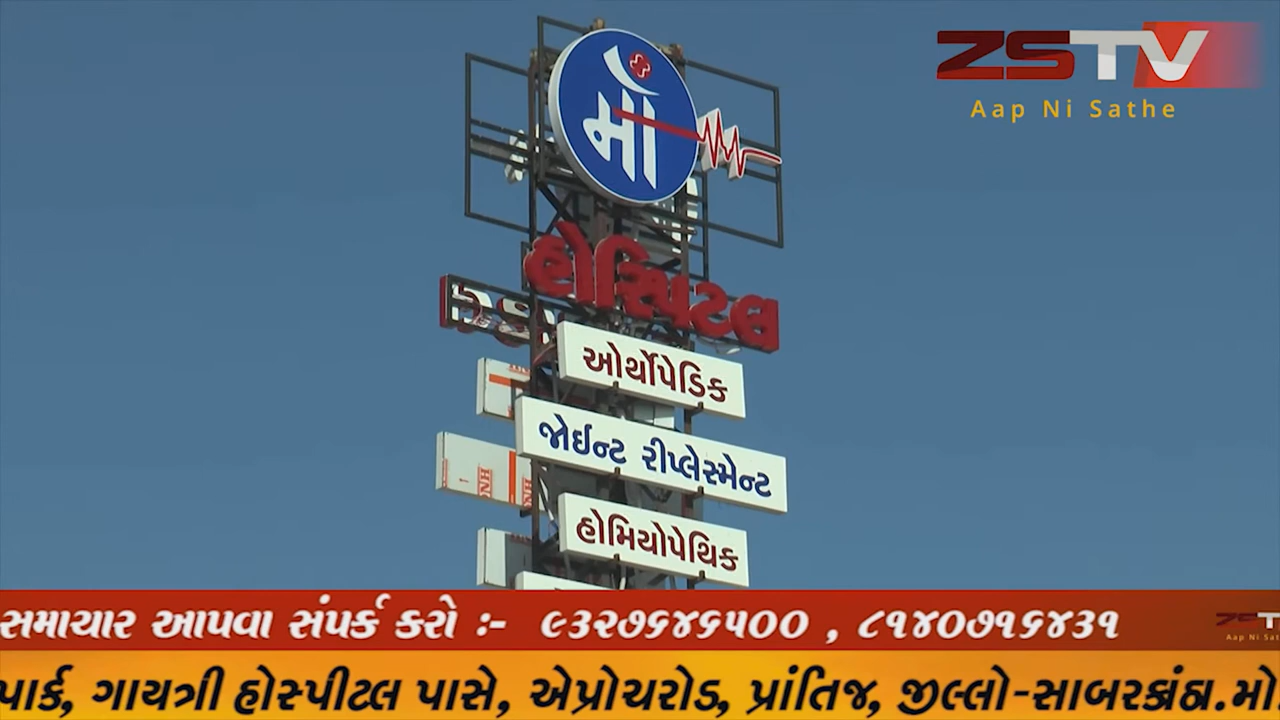 ZSTV
Aap Ni Sathe
માઁ
હોસ્પિટલ
ઓર્થોપેડિક
જોઈન્ટ રીપ્લેસ્મેન્ટ
હોમિયોપેથિક
સમાચાર આપવા સંપર્ક કરો :- ૯૩૨૭૬૪૬૫૦૦ , ૮૧૪૦૭૧૬૪૩૧
પાર્ક, ગાયત્રી હોસ્પીટલ પાસે, એપ્રોચરોડ, પ્રાંતિજ, જીલ્લો-સાબરકાંઠા.મો